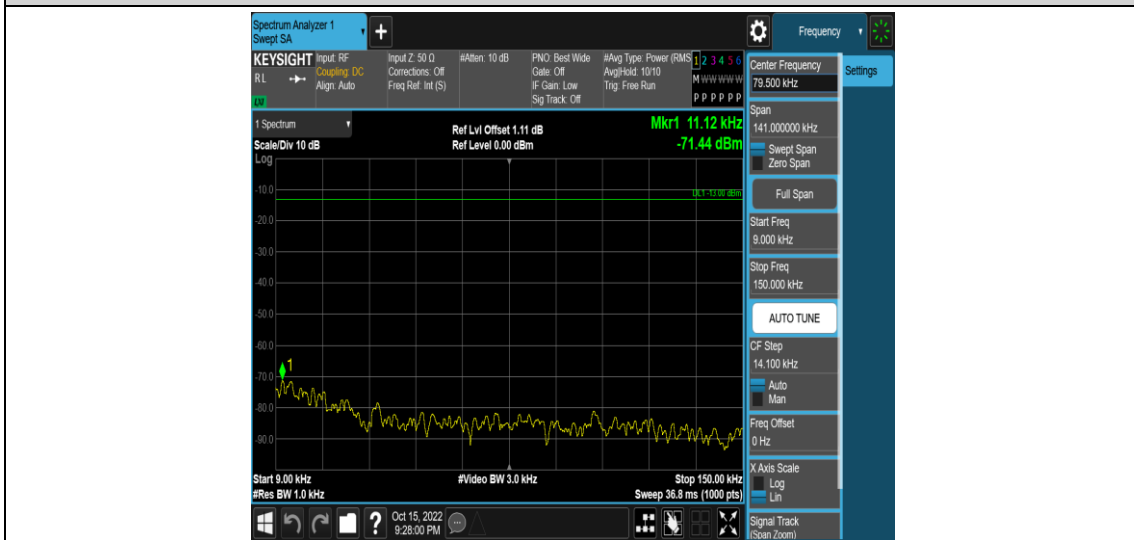 Spectrum Analyzer 1
Swept SA
+
Frequency
KEYSIGHT
RL
LXI
Input: RF
Coupling: DC
Align: Auto
Input Z: 50 Ω
Corrections: Off
Freq Ref: Int (S)
#Atten: 10 dB
PNO: Best Wide
Gate: Off
IF Gain: Low
Sig Track: Off
#Avg Type: Power (RMS
Avg|Hold: 10/10
Trig: Free Run
1 2 3 4 5 6
M W W W W W
P P P P P P
1 Spectrum
Scale/Div 10 dB
Ref Lvl Offset 1.11 dB
Ref Level 0.00 dBm
Mkr1 11.12 kHz
-71.44 dBm
Log
DL1 -13.00 dBm
-10.0
-20.0
-30.0
-40.0
-50.0
-60.0
1
-70.0
-80.0
-90.0
Start 9.00 kHz
#Video BW 3.0 kHz
Stop 150.00 kHz
#Res BW 1.0 kHz
Sweep 36.8 ms (1000 pts)
?
Oct 15, 2022
9:28:00 PM
Center Frequency
79.500 kHz
Settings
Span
141.000000 kHz
Swept Span
Zero Span
Full Span
Start Freq
9.000 kHz
Stop Freq
150.000 kHz
AUTO TUNE
CF Step
14.100 kHz
Auto
Man
Freq Offset
0 Hz
X Axis Scale
Log
Lin
Signal Track
(Span Zoom)